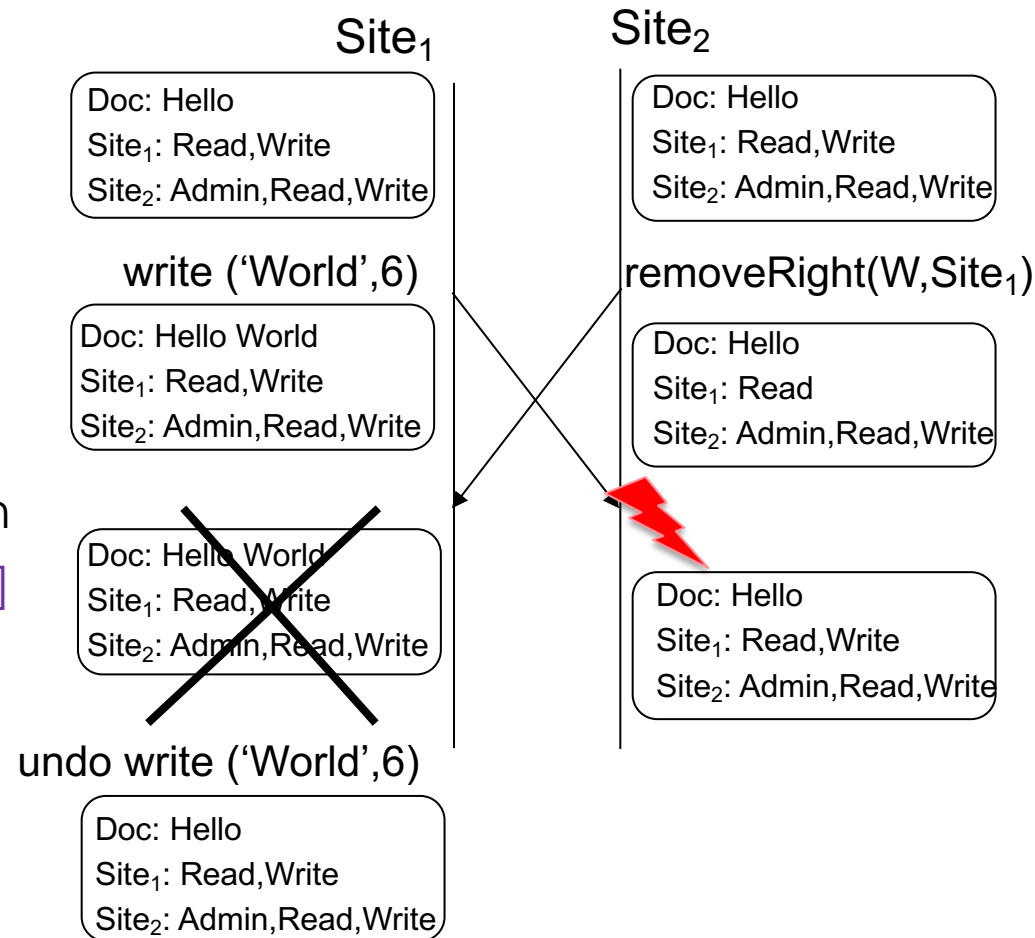 Site₁
Site₂
Doc: Hello
Site₁: Read,Write
Site₂: Admin,Read,Write
Doc: Hello
Site₁: Read,Write
Site₂: Admin,Read,Write
write (‘World’,6)
removeRight(W,Site₁)
Doc: Hello World
Site₁: Read,Write
Site₂: Admin,Read,Write
Doc: Hello
Site₁: Read
Site₂: Admin,Read,Write
n
]
Doc: Hello World
Site₁: Read,Write
Site₂: Admin,Read,Write
Doc: Hello
Site₁: Read,Write
Site₂: Admin,Read,Write
undo write (‘World’,6)
Doc: Hello
Site₁: Read,Write
Site₂: Admin,Read,Write